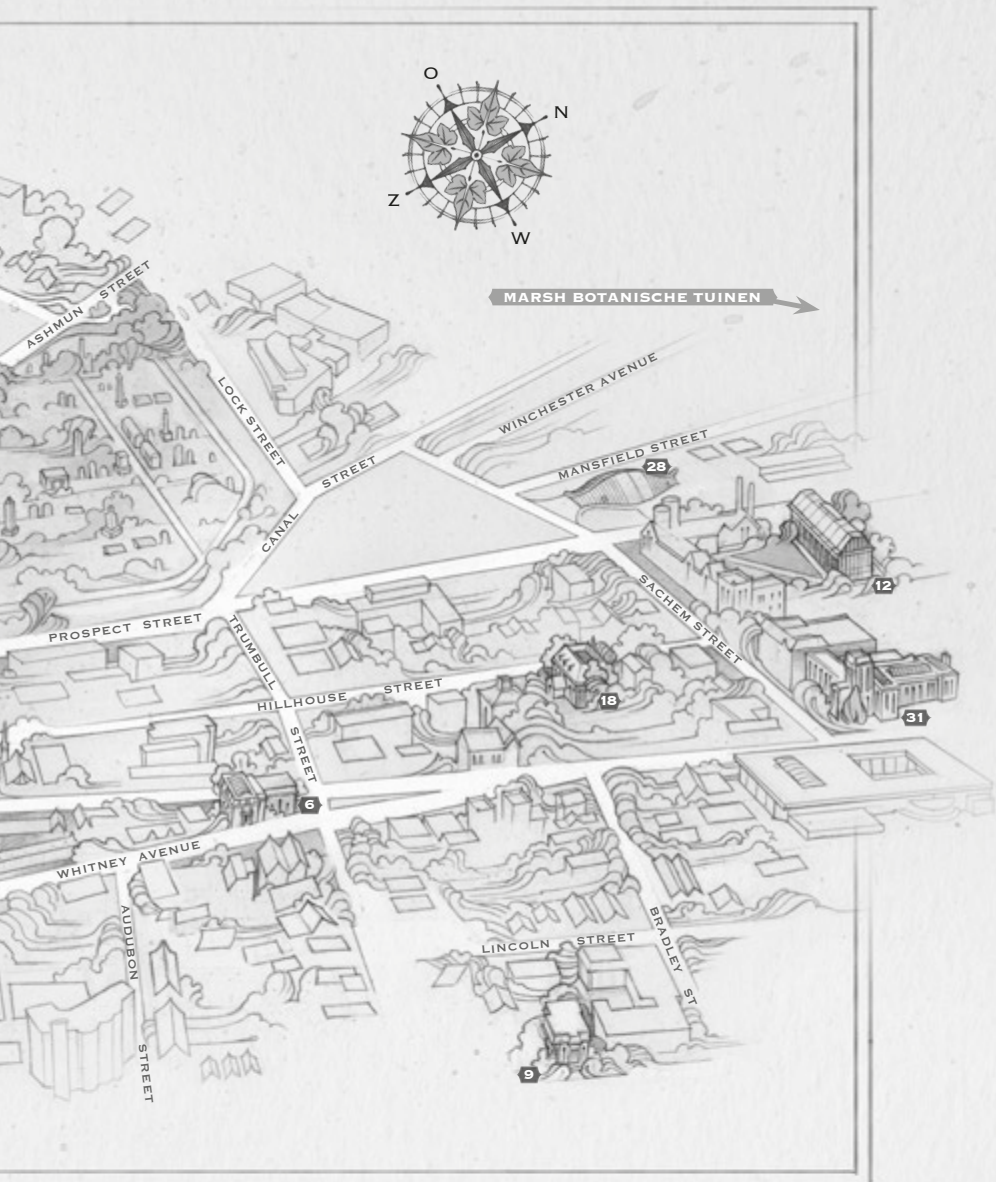 O
N
Z
W
ASHMUN STREET
MARSH BOTANISCHE TUINEN
LOCK STREET
WINCHESTER AVENUE
CANAL STREET
MANSFIELD STREET
28
12
SACHEM STREET
PROSPECT STREET
TRUMBULL STREET
HILLHOUSE STREET
18
31
6
WHITNEY AVENUE
AUDUBON STREET
LINCOLN STREET
BRADLEY ST
9